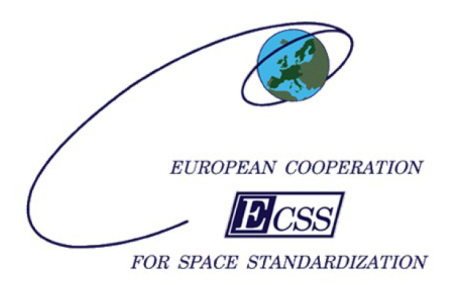 EUROPEAN COOPERATION
ECSS
FOR SPACE STANDARDIZATION